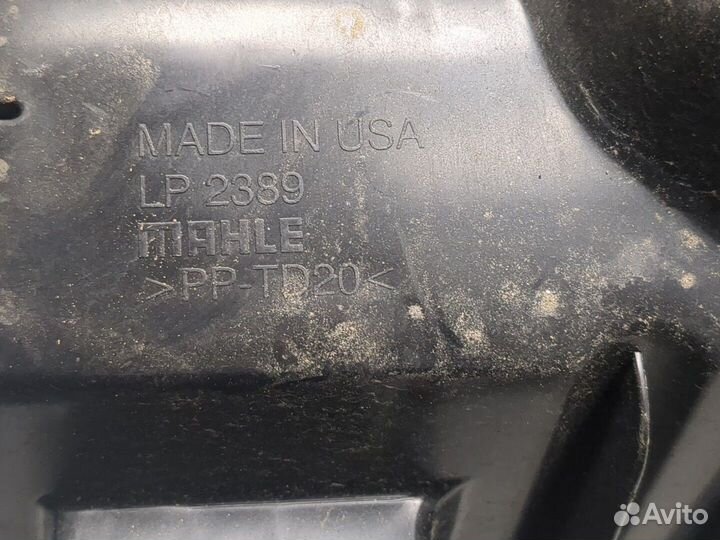 MADE IN USA
LP 2389
MAHLE
>PP-TD20<
Avito